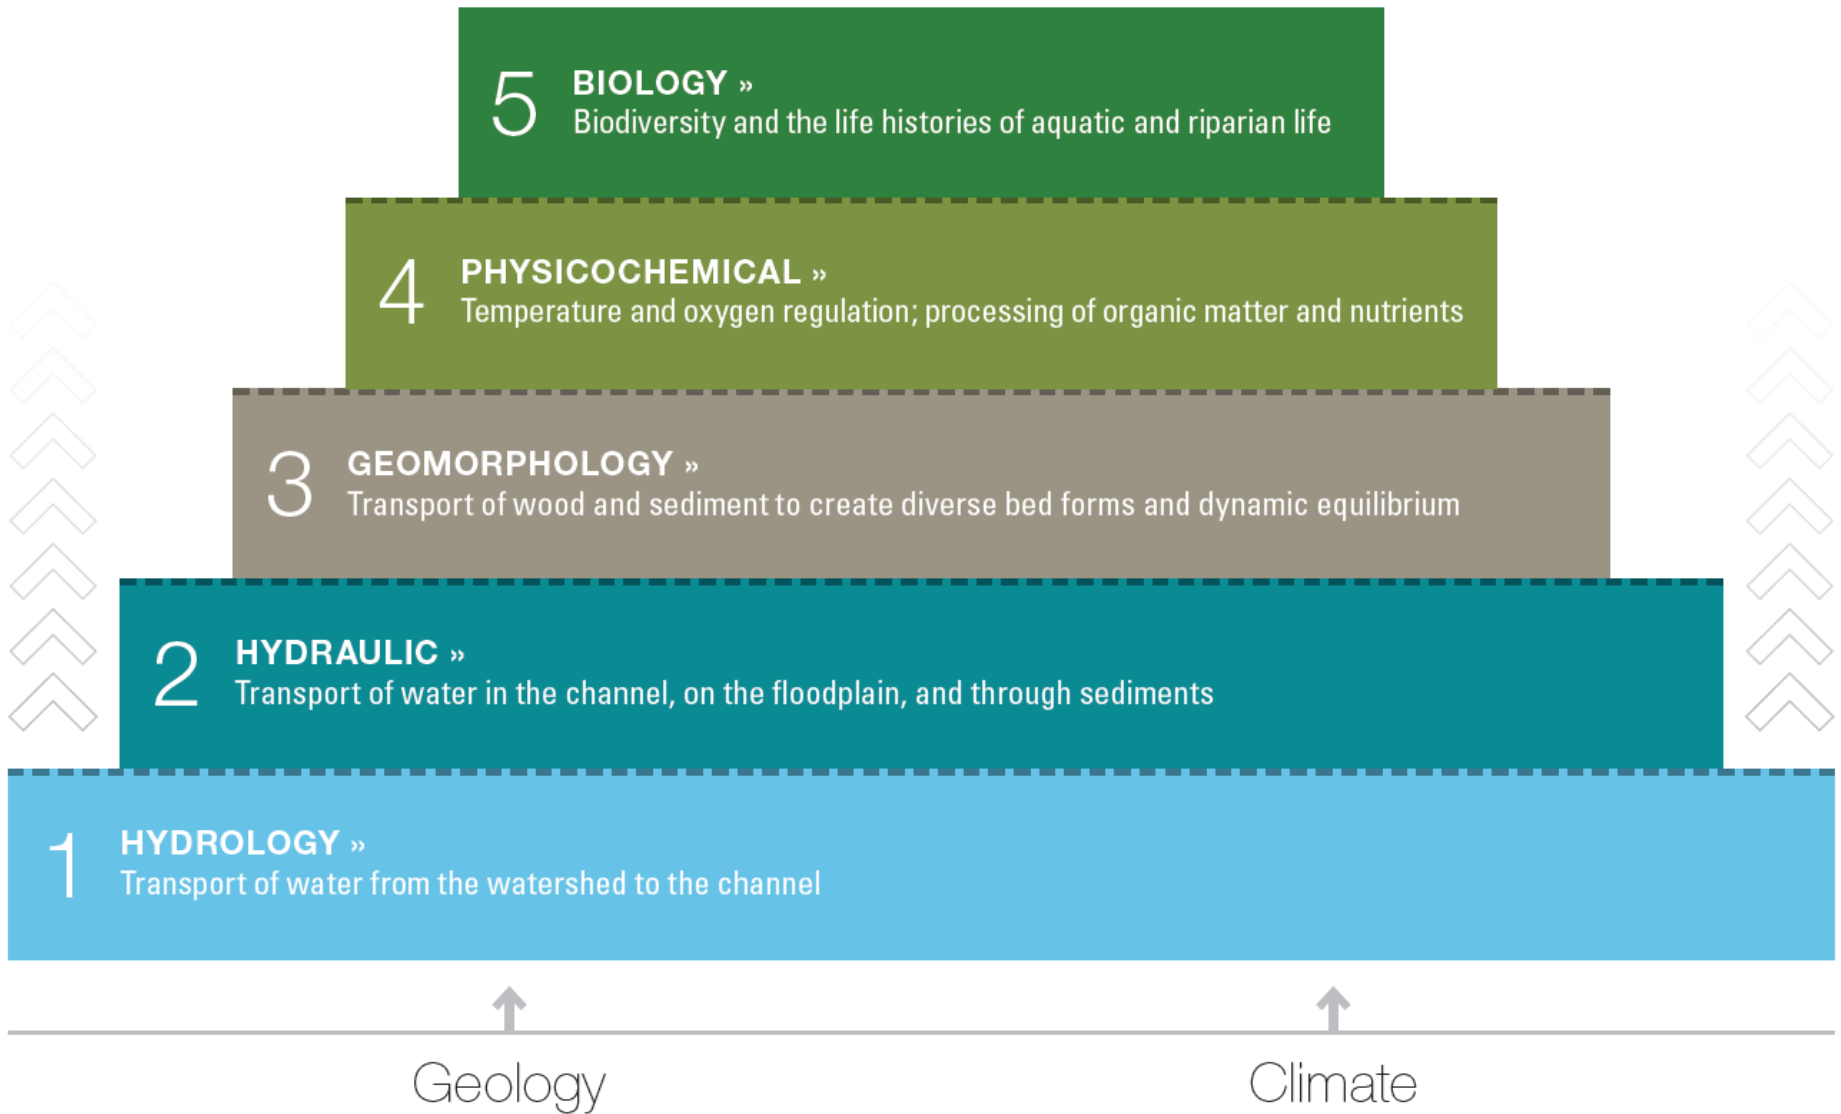 5
BIOLOGY »
Biodiversity and the life histories of aquatic and riparian life
4
PHYSICOCHEMICAL »
Temperature and oxygen regulation; processing of organic matter and nutrients
3
GEOMORPHOLOGY »
Transport of wood and sediment to create diverse bed forms and dynamic equilibrium
2
HYDRAULIC »
Transport of water in the channel, on the floodplain, and through sediments
1
HYDROLOGY »
Transport of water from the watershed to the channel
Geology
Climate